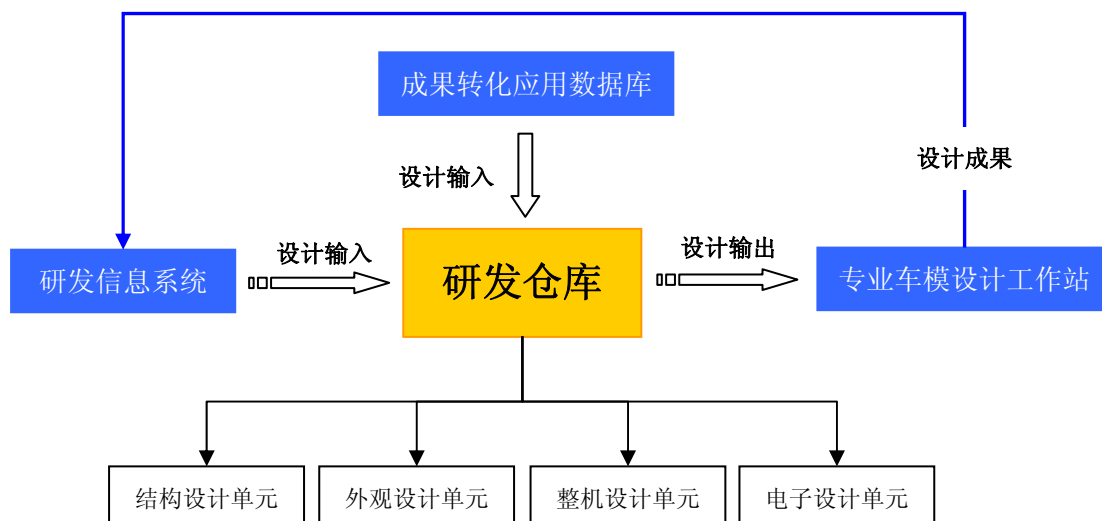 成果转化应用数据库
设计成果
设计输入
设计输入
设计输出
研发信息系统
研发仓库
专业车模设计工作站
结构设计单元
外观设计单元
整机设计单元
电子设计单元